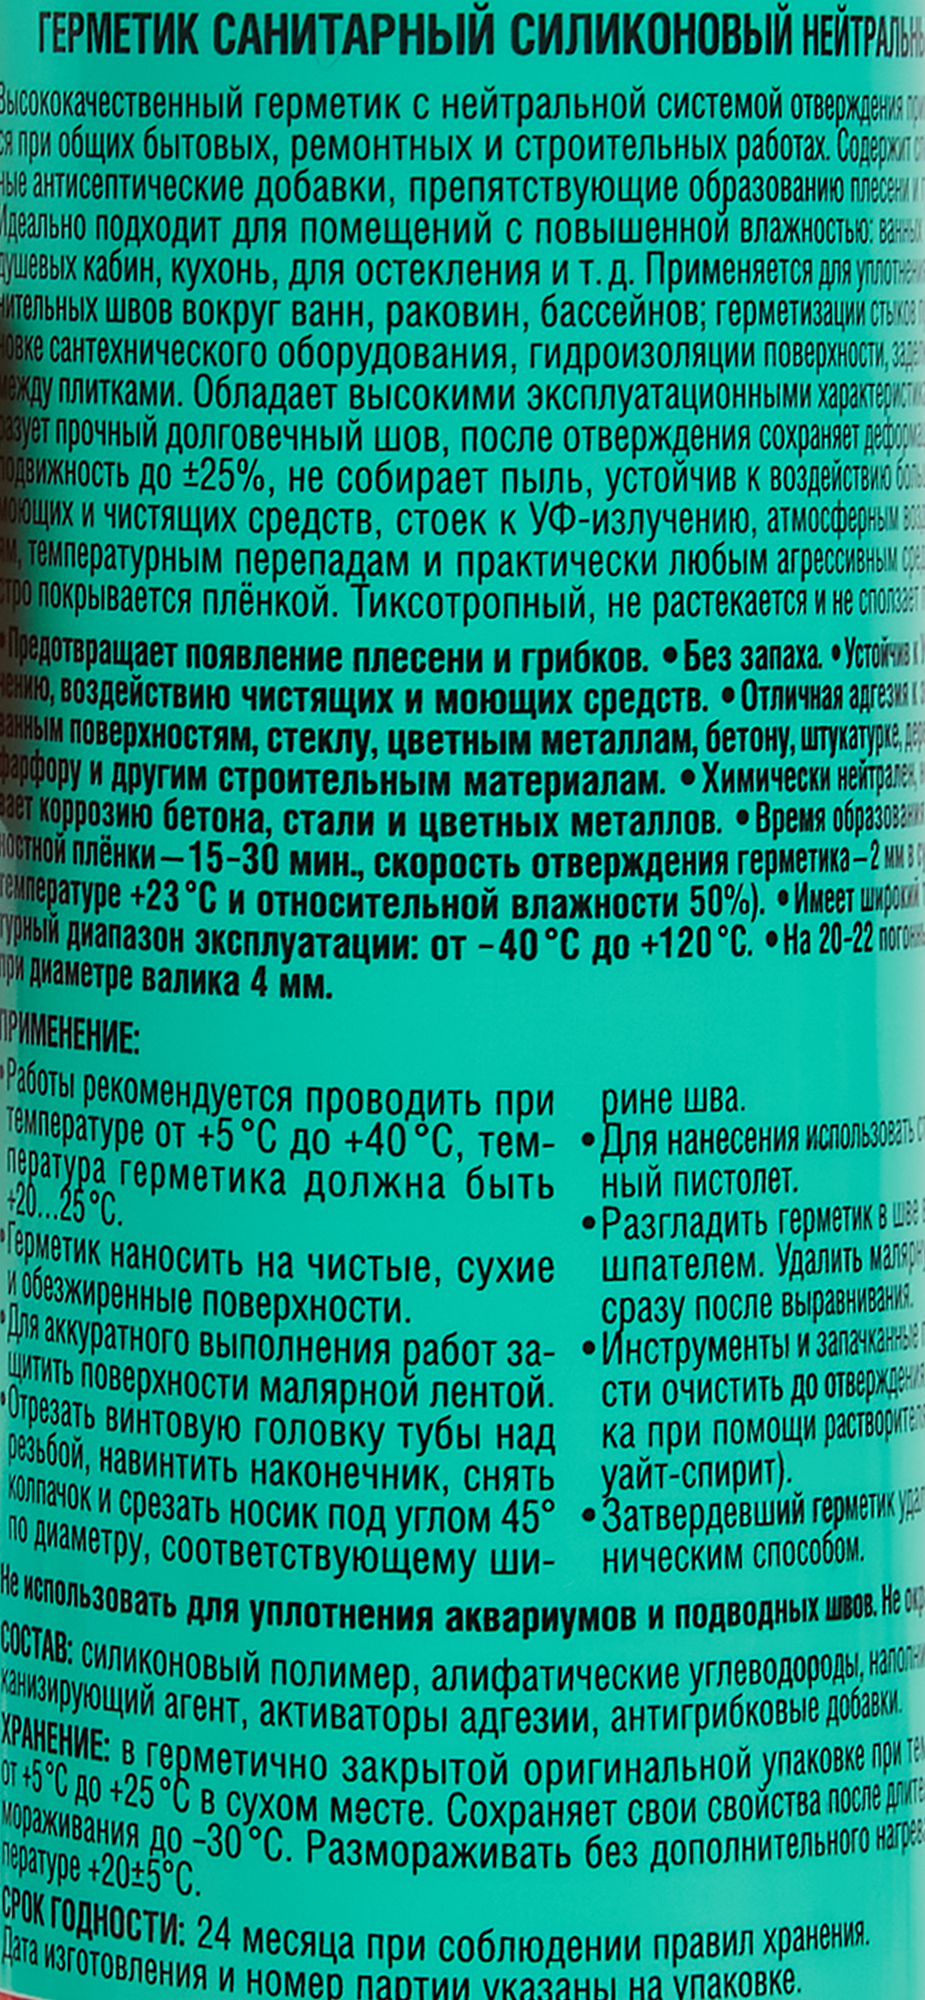 ГЕРМЕТИК САНИТАРНЫЙ СИЛИКОНОВЫЙ
Высококачественный герметик с нейтральной системой отверждения
ся при общих бытовых, ремонтных и строительных работах. Содержит
ные антисептические добавки, препятствующие образованию плесени и
Идеально подходит для помещений с повышенной влажностью: ванных
душевых кабин, кухонь, для остекления и т. д. Применяется для
нительных швов вокруг ванн, раковин, бассейнов; герметизации стыков
новке сантехнического оборудования, гидроизоляции поверхности,
между плитками. Обладает высокими эксплуатационными
разует прочный долговечный шов, после отверждения сохраняет
подвижность до ±25%, не собирает пыль, устойчив к воздействию
моющих и чистящих средств, стоек к УФ-излучению, атмосферным
ям, температурным перепадам и практически любым агрессивным
стро покрывается плёнкой. Тиксотропный, не растекается и не сползает
•Предотвращает появление плесени и грибков. •Без запаха. •Устойчив к
чению, воздействию чистящих и моющих средств. •Отличная адгезия к
ванным поверхностям, стеклу, цветным металлам, бетону, штукатурке,
фарфору и другим строительным материалам. •Химически нейтрален,
вает коррозию бетона, стали и цветных металлов. •Время образования
ностной плёнки – 15-30 мин., скорость отверждения герметика – 2 мм в
температуре +23 °С и относительной влажности 50%). •Имеет широкий
турный диапазон эксплуатации: от –40 °С до +120 °С. •На 20-22
при диаметре валика 4 мм.
ПРИМЕНЕНИЕ:
•Работы рекомендуется проводить при
температуре от +5 °С до +40 °С, тем-
пература герметика должна быть
+20...25 °С.
•Герметик наносить на чистые, сухие
и обезжиренные поверхности.
•Для аккуратного выполнения работ за-
щитить поверхности малярной лентой.
•Отрезать винтовую головку тубы над
резьбой, навинтить наконечник, снять
колпачок и срезать носик под углом 45°
по диаметру, соответствующему ши-
рине шва.
•Для нанесения использовать
ный пистолет.
•Разгладить герметик в шве
шпателем. Удалить
сразу после выравнивания.
•Инструменты и запачканные
сти очистить до отверждения
ка при помощи
уайт-спирит).
•Затвердевший герметик
ническим способом.
Не использовать для уплотнения аквариумов и подводных швов. Не
СОСТАВ: силиконовый полимер, алифатические углеводороды,
канизирующий агент, активаторы адгезии, антигрибковые добавки.
ХРАНЕНИЕ: в герметично закрытой оригинальной упаковке при
от +5 °С до +25 °С в сухом месте. Сохраняет свои свойства после
мораживания до –30 °С. Размораживать без дополнительного
пературе +20±5°С.
СРОК ГОДНОСТИ: 24 месяца при соблюдении правил хранения.
Дата изготовления и номер партии указаны на упаковке.